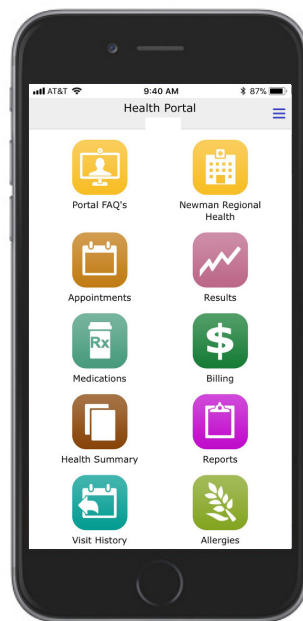 AT&T 9:40 AM 87%
Health Portal
Portal FAQ's
Newman Regional
Health
Appointments
Results
Rx
Medications
$
Billing
Health Summary
Reports
Visit History
Allergies